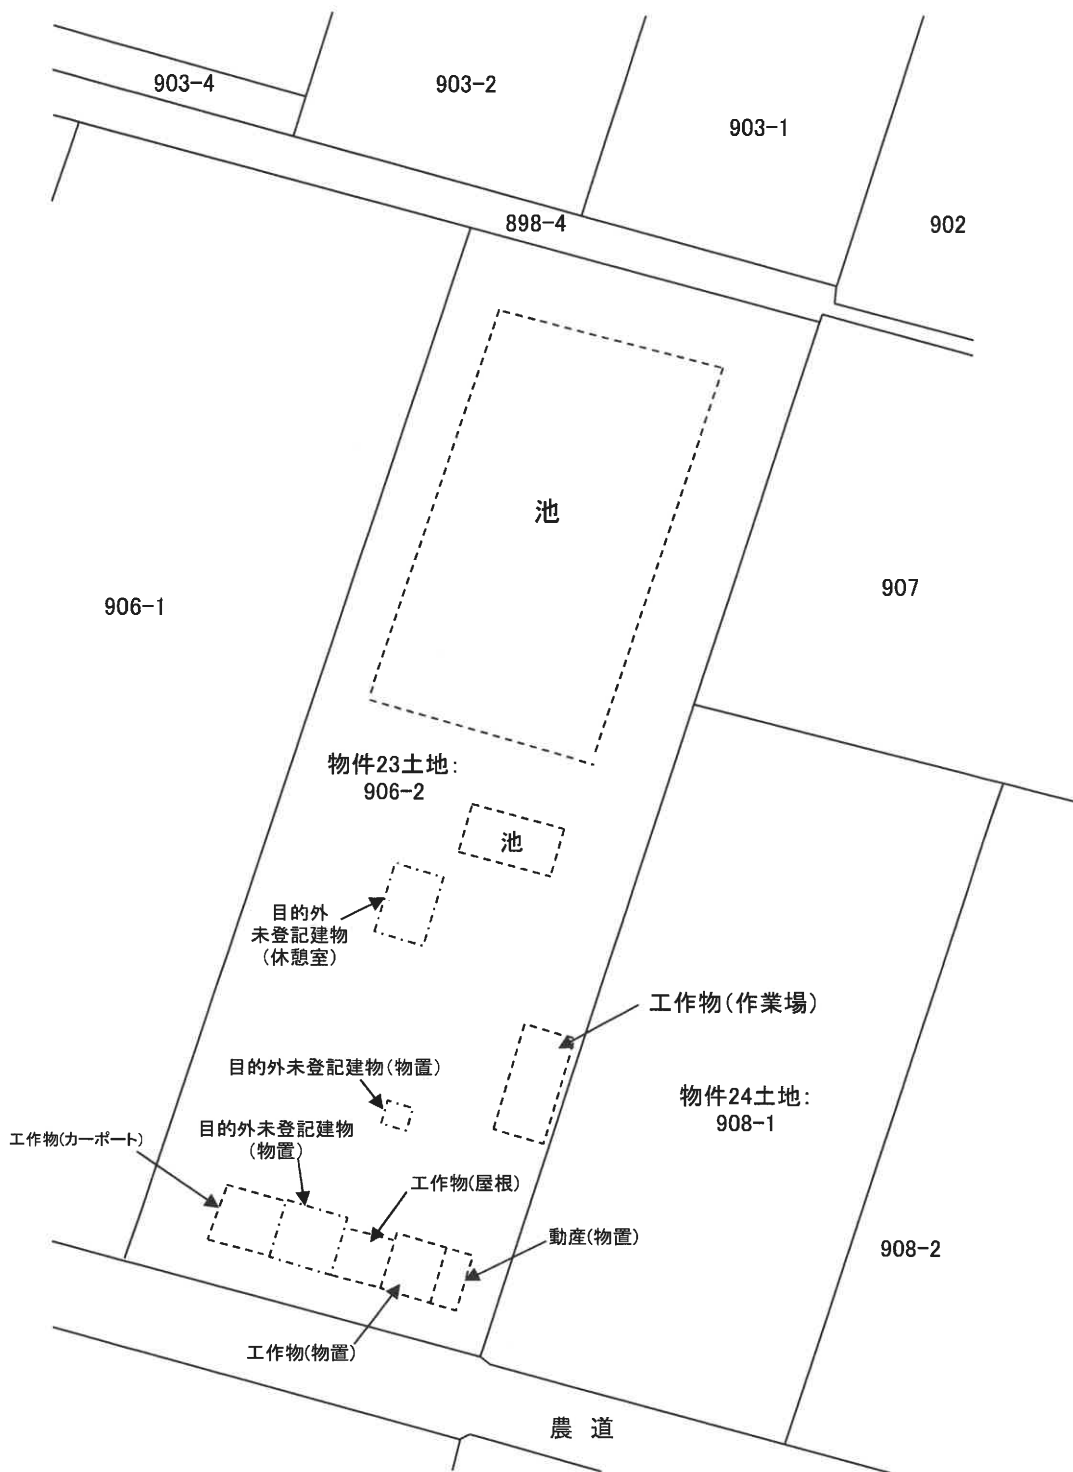 903-4
903-2
903-1
898-4
902
池
906-1
907
物件23土地:
906-2
池
目的外
未登記建物
(休憩室)
工作物(作業場)
目的外未登記建物(物置)
物件24土地:
908-1
目的外未登記建物
(物置)
工作物(カーポート)
工作物(屋根)
動産(物置)
908-2
工作物(物置)
農 道